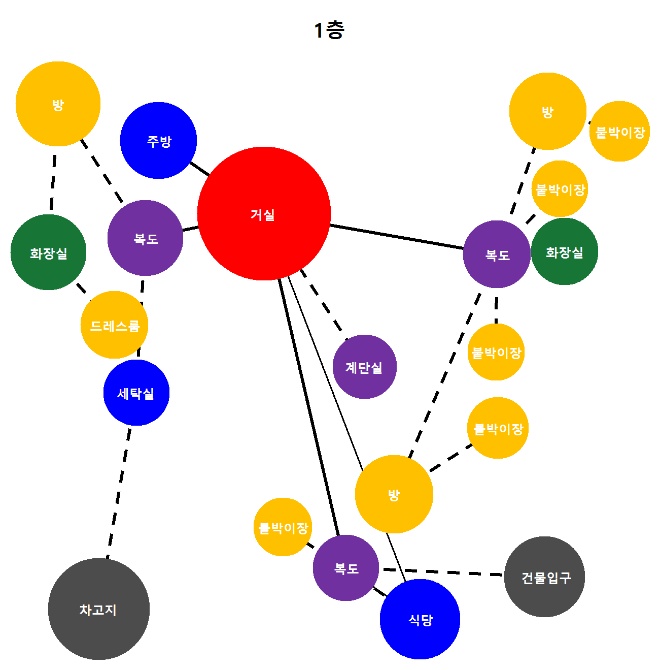 1층
방
방
붙박이장
주방
붙박이장
거실
복도
화장실
복도
화장실
드레스룸
붙박이장
계단실
세탁실
붙박이장
방
붙박이장
복도
건물입구
차고지
식당